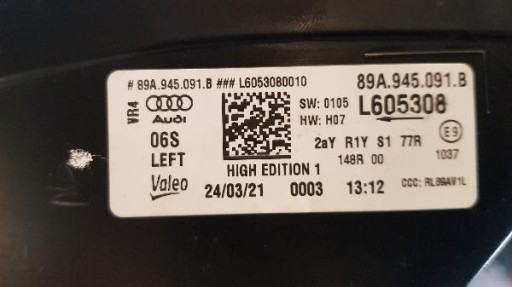 # 89A.945.091.B ### L6053080010
89A.945.091.B
VR4
Audi
SW: 0105
L605308
HW: H07
06S
2aY R1Y S1 77R
E9
LEFT
148R 00
1037
Valeo
HIGH EDITION 1
24/03/21 0003 13:12
CCC: RL89AV1L